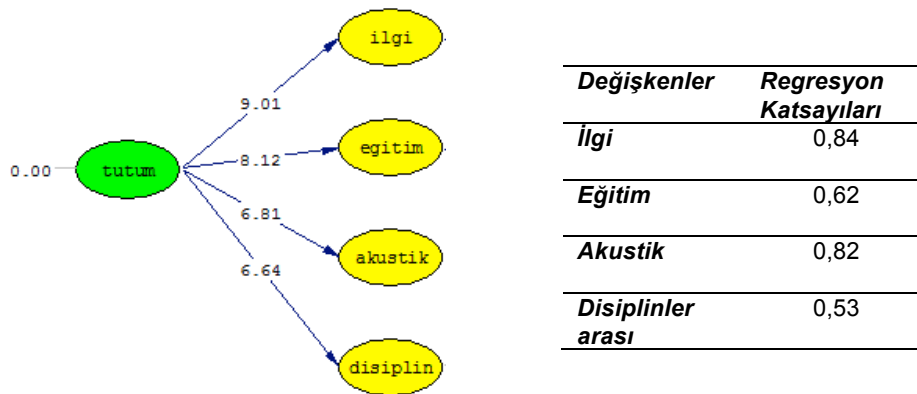 ilgi
9.01
egitim
8.12
0.00
tutum
6.81
akustik
6.64
disiplin
Değişkenler Regresyon
Katsayıları
İlgi 0,84
Eğitim 0,62
Akustik 0,82
Disiplinler 0,53
arası